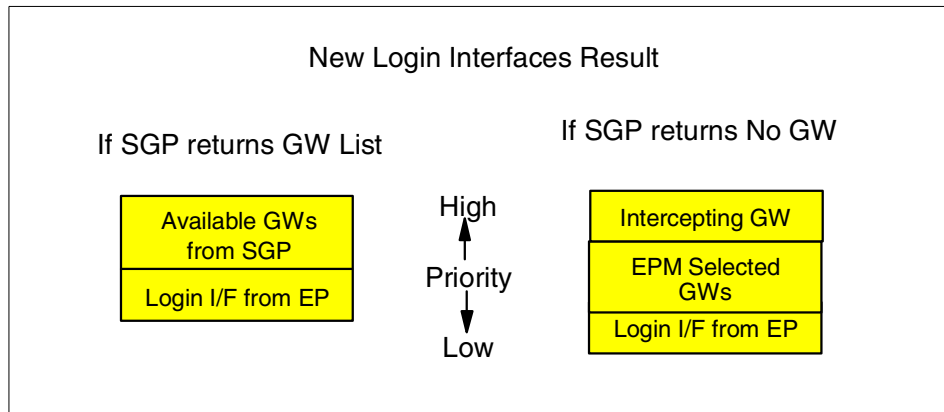 New Login Interfaces Result
If SGP returns GW List
Available GWs
from SGP
Login I/F from EP
High
Priority
Low
If SGP returns No GW
Intercepting GW
EPM Selected
GWs
Login I/F from EP